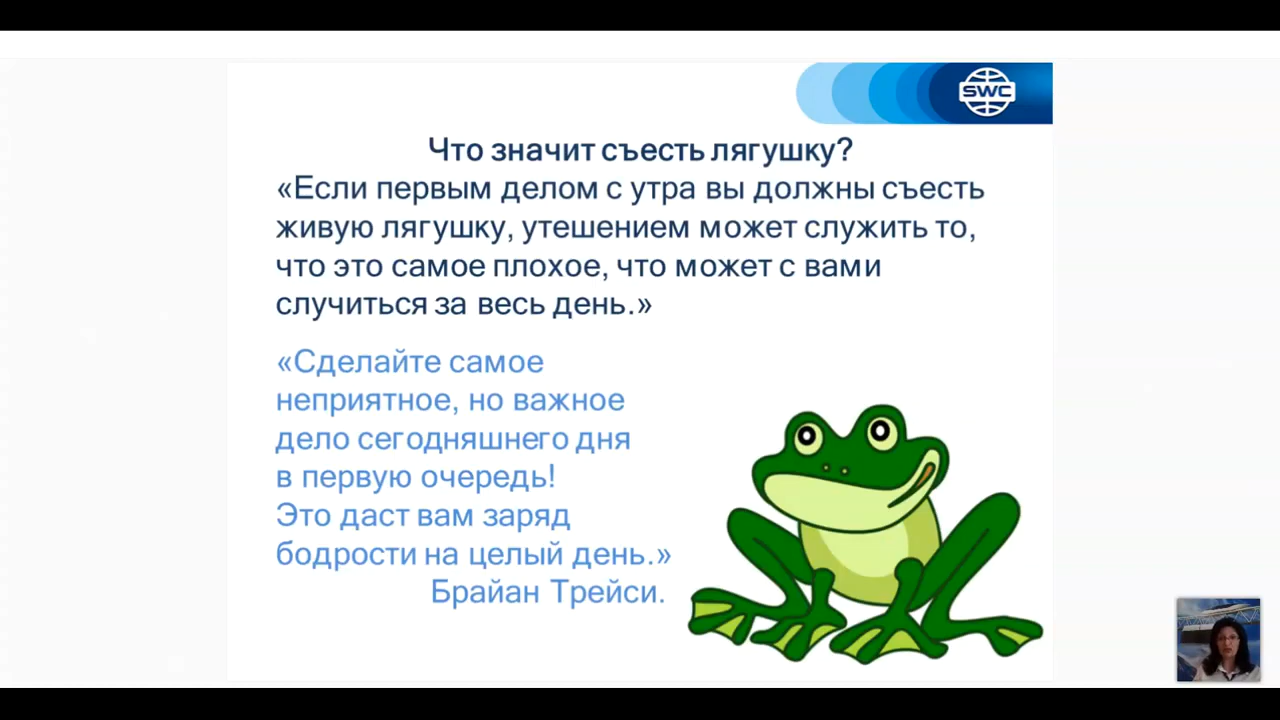 SWC
Что значит съесть лягушку?
«Если первым делом с утра вы должны съесть
живую лягушку, утешением может служить то,
что это самое плохое, что может с вами
случиться за весь день.»
«Сделайте самое
неприятное, но важное
дело сегодняшнего дня
в первую очередь!
Это даст вам заряд
бодрости на целый день.»
Брайан Трейси.